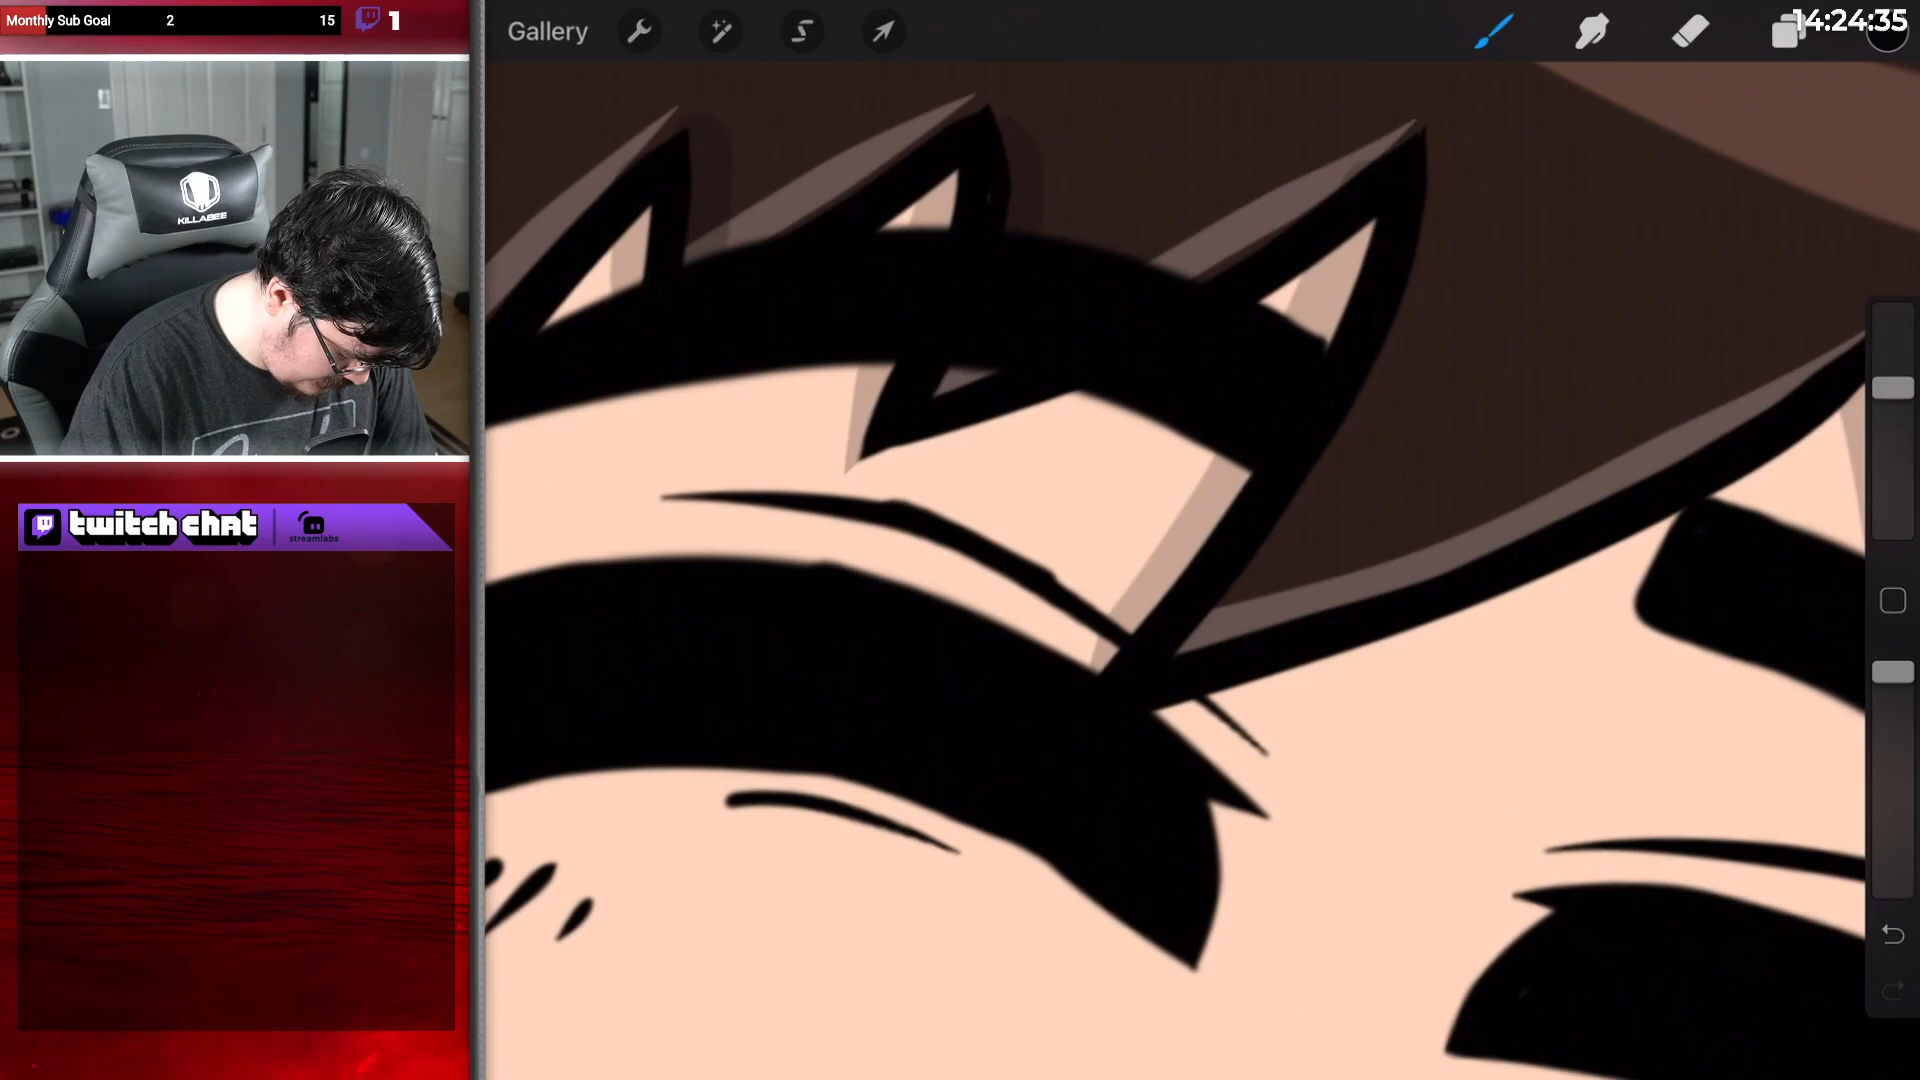 Monthly Sub Goal 2 15 1
Gallery
14:24:35
KILLABEE
twitch chat
streamlabs